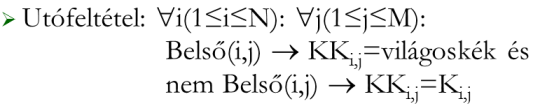 ➢ Utófeltétel: ∀i(1≤i≤N): ∀j(1≤j≤M):
Belső(i,j) → KKi,j=világoskék és
nem Belső(i,j) → KKi,j=Ki,j